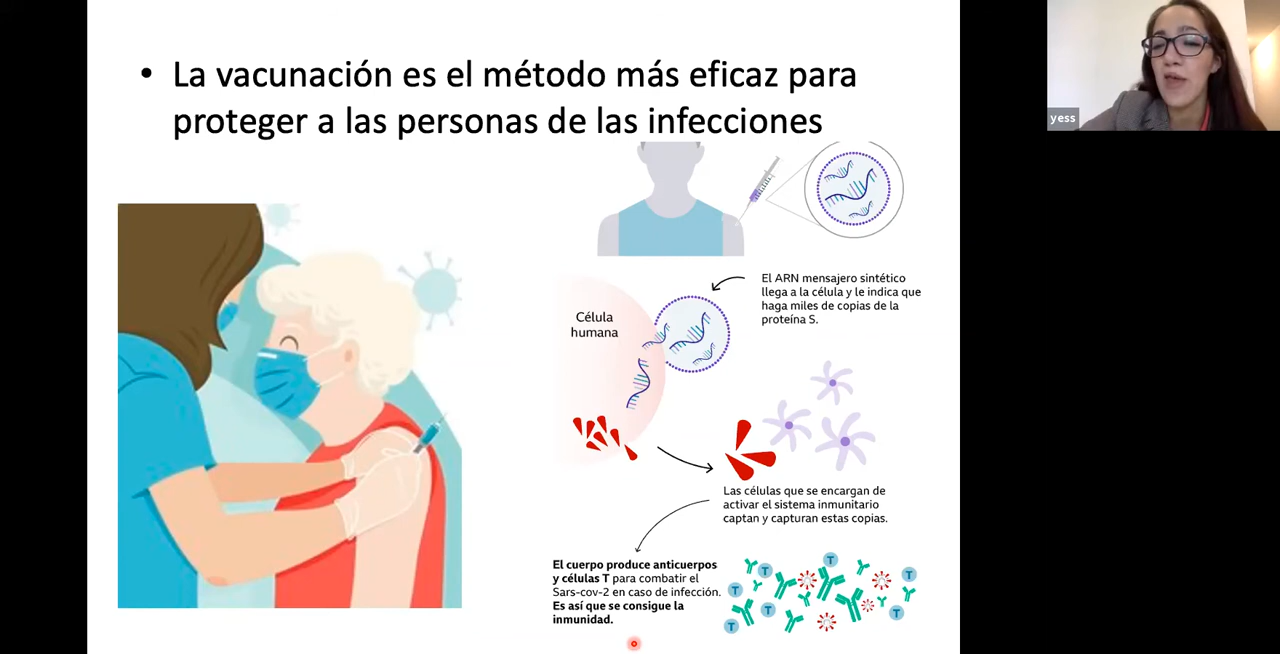 • La vacunación es el método más eficaz para
proteger a las personas de las infecciones
yess
El ARN mensajero sintético
llega a la célula y le indica que
haga miles de copias de la
proteína S.
Célula
humana
Las células que se encargan de
activar el sistema inmunitario
captan y capturan estas copias.
El cuerpo produce anticuerpos
y células T para combatir el
Sars-cov-2 en caso de infección.
Es así que se consigue la
inmunidad.
T
T
T
T
T
T
T